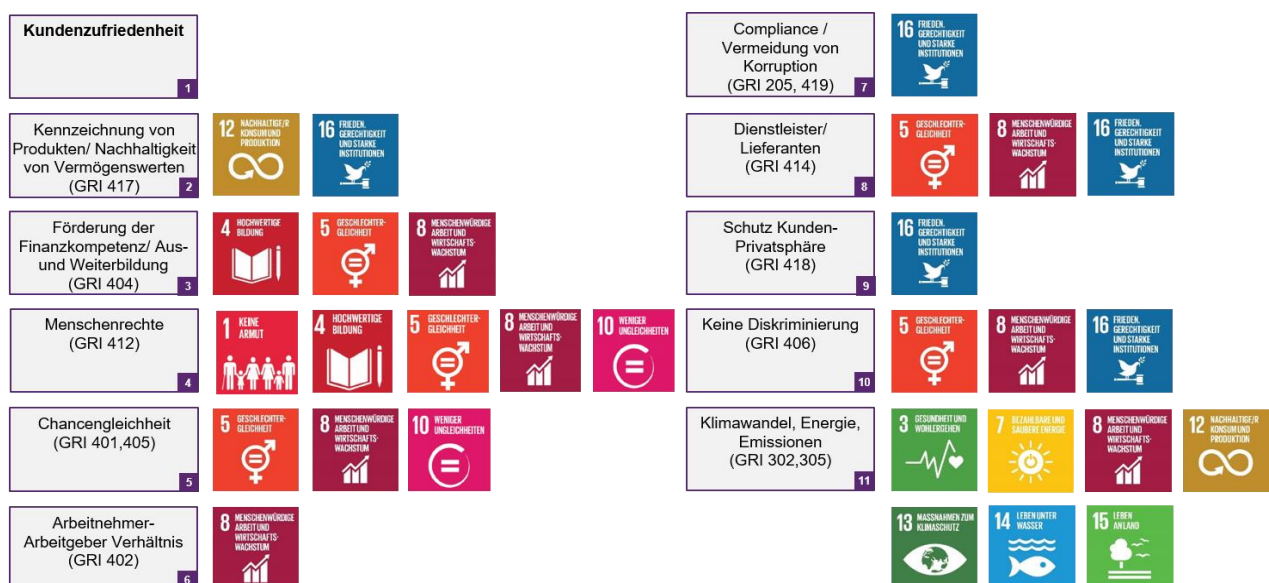 Kundenzufriedenheit
1
Kennzeichnung von
Produkten/ Nachhaltigkeit
von Vermögenswerten
(GRI 417)
2
12 NACHHALTIGE/R
KONSUM UND
PRODUKTION
16 FRIEDEN,
GERECHTIGKEIT
UND STARKE
INSTITUTIONEN
Förderung der
Finanzkompetenz/ Aus-
und Weiterbildung
(GRI 404)
3
4 HOCHWERTIGE
BILDUNG
5 GESCHLECHTER-
GLEICHHEIT
8 MENSCHENWÜRDIGE
ARBEIT UND
WIRTSCHAFTS-
WACHSTUM
Menschenrechte
(GRI 412)
4
1 KEINE
ARMUT
4 HOCHWERTIGE
BILDUNG
5 GESCHLECHTER-
GLEICHHEIT
8 MENSCHENWÜRDIGE
ARBEIT UND
WIRTSCHAFTS-
WACHSTUM
10 WENIGER
UNGLEICHHEITEN
Chancengleichheit
(GRI 401,405)
5
5 GESCHLECHTER-
GLEICHHEIT
8 MENSCHENWÜRDIGE
ARBEIT UND
WIRTSCHAFTS-
WACHSTUM
10 WENIGER
UNGLEICHHEITEN
Arbeitnehmer-
Arbeitgeber Verhältnis
(GRI 402)
6
8 MENSCHENWÜRDIGE
ARBEIT UND
WIRTSCHAFTS-
WACHSTUM
Compliance /
Vermeidung von
Korruption
(GRI 205, 419)
7
16 FRIEDEN,
GERECHTIGKEIT
UND STARKE
INSTITUTIONEN
Dienstleister/
Lieferanten
(GRI 414)
8
5 GESCHLECHTER-
GLEICHHEIT
8 MENSCHENWÜRDIGE
ARBEIT UND
WIRTSCHAFTS-
WACHSTUM
16 FRIEDEN,
GERECHTIGKEIT
UND STARKE
INSTITUTIONEN
Schutz Kunden-
Privatsphäre
(GRI 418)
9
16 FRIEDEN,
GERECHTIGKEIT
UND STARKE
INSTITUTIONEN
Keine Diskriminierung
(GRI 406)
10
5 GESCHLECHTER-
GLEICHHEIT
8 MENSCHENWÜRDIGE
ARBEIT UND
WIRTSCHAFTS-
WACHSTUM
16 FRIEDEN,
GERECHTIGKEIT
UND STARKE
INSTITUTIONEN
Klimawandel, Energie,
Emissionen
(GRI 302,305)
11
3 GESUNDHEIT UND
WOHLERGEHEN
7 BEZAHLBARE UND
SAUBERE ENERGIE
8 MENSCHENWÜRDIGE
ARBEIT UND
WIRTSCHAFTS-
WACHSTUM
12 NACHHALTIGE/R
KONSUM UND
PRODUKTION
13 MASSNAHMEN ZUM
KLIMASCHUTZ
14 LEBEN UNTER
WASSER
15 LEBEN
AN LAND